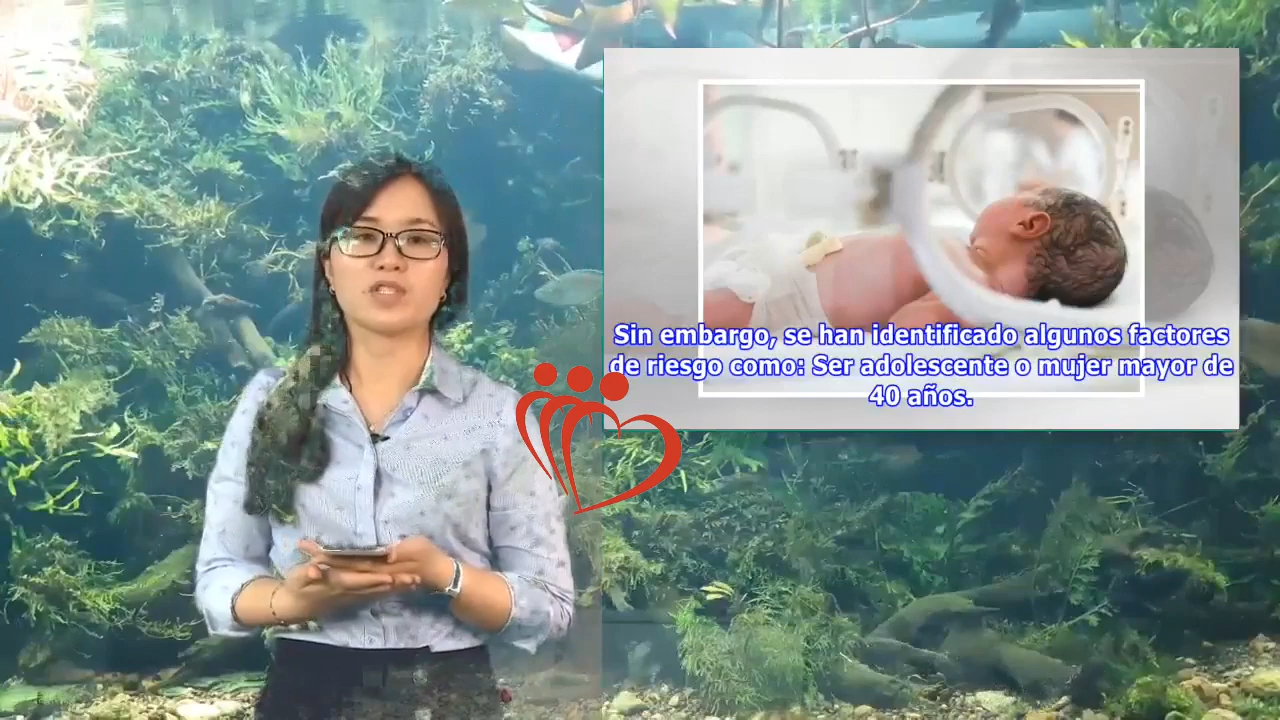 Sin embargo, se han identificado algunos factores
de riesgo como: Ser adolescente o mujer mayor de
40 años.